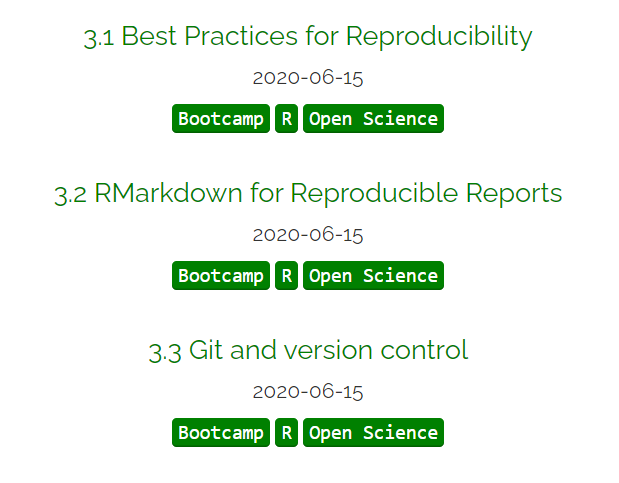 3.1 Best Practices for Reproducibility
2020-06-15
Bootcamp R Open Science
3.2 RMarkdown for Reproducible Reports
2020-06-15
Bootcamp R Open Science
3.3 Git and version control
2020-06-15
Bootcamp R Open Science